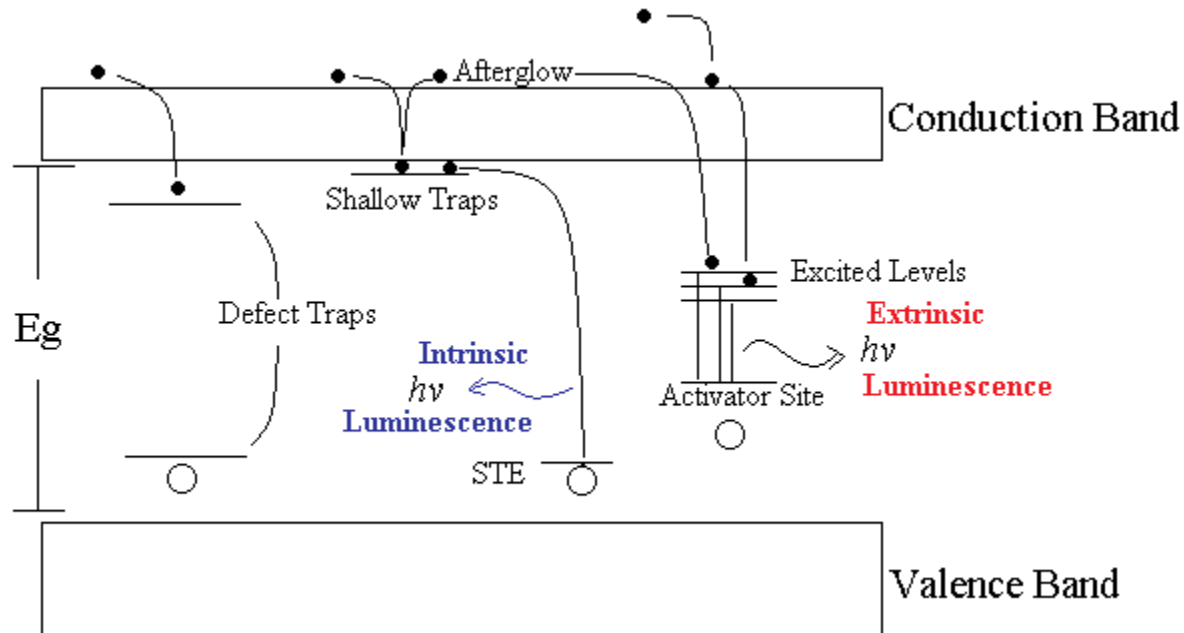 Afterglow
Conduction Band
Shallow Traps
Excited Levels
Defect Traps
Eg
Extrinsic
hν
Luminescence
Intrinsic
hν
Luminescence
Activator Site
STE
Valence Band